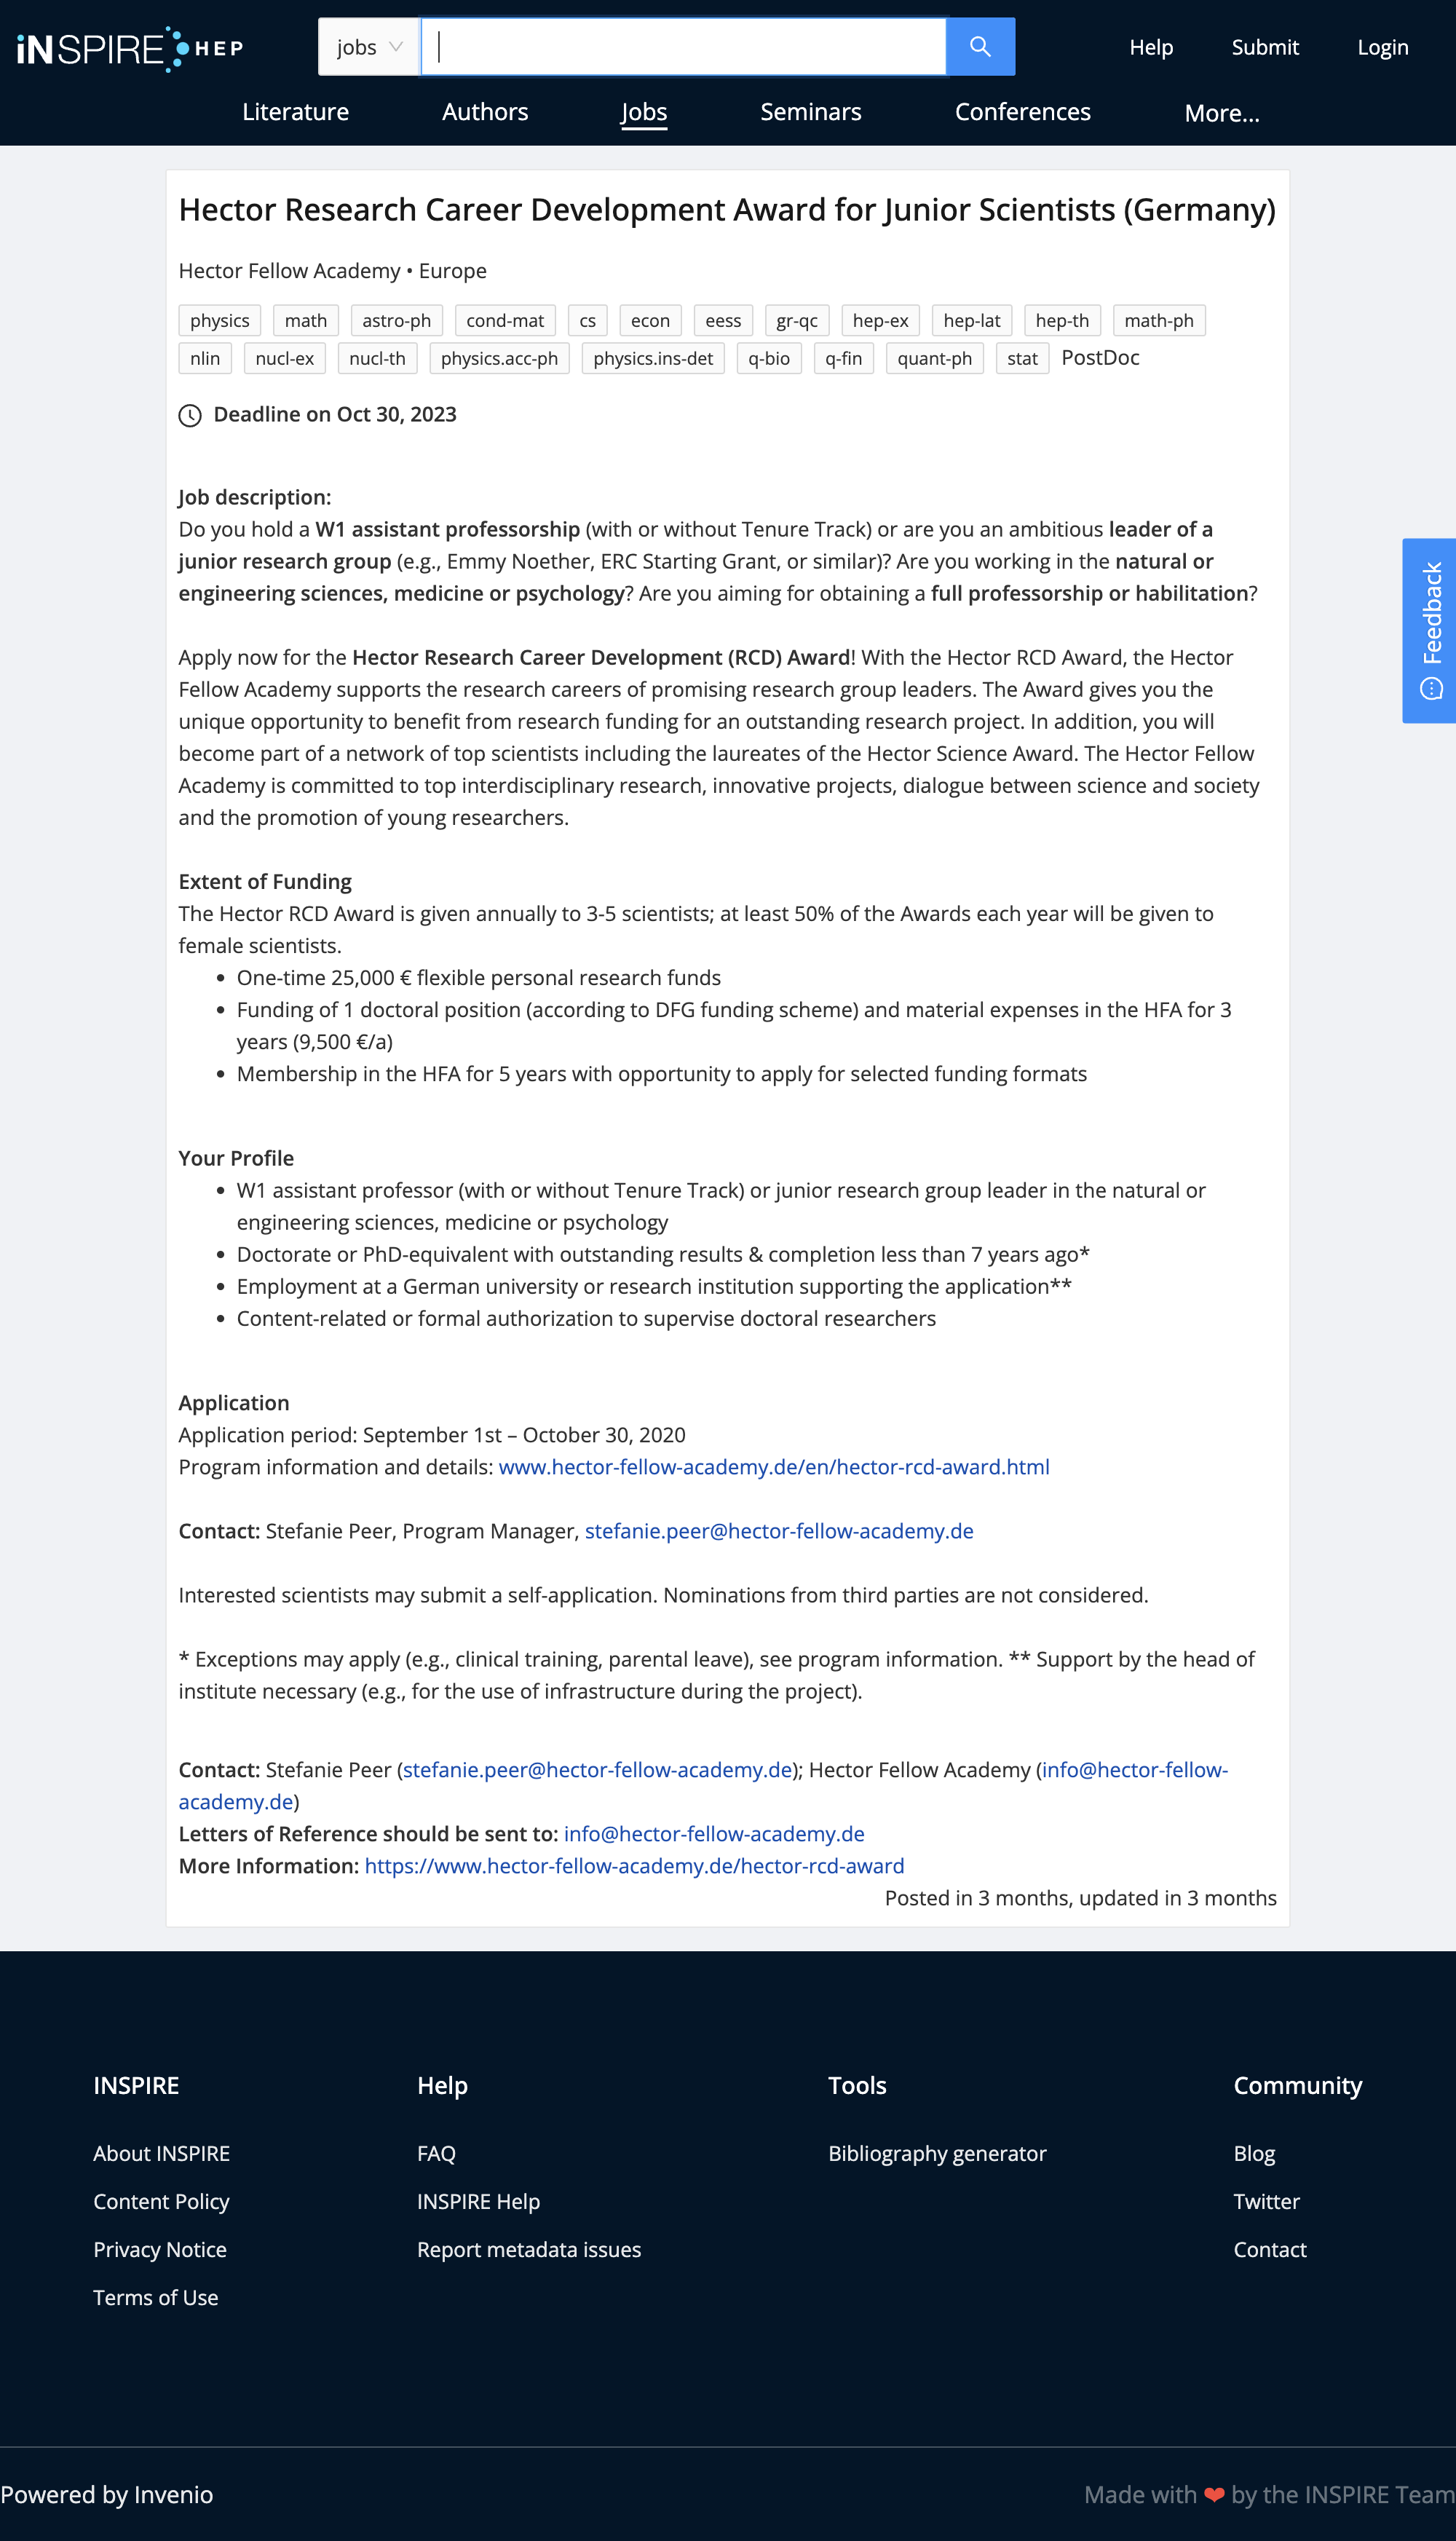 iNSPIRE HEP
jobs
Help
Submit
Login
Literature
Authors
Jobs
Seminars
Conferences
More...
Hector Research Career Development Award for Junior Scientists (Germany)
Hector Fellow Academy • Europe
physics math astro-ph cond-mat cs econ eess gr-qc hep-ex hep-lat hep-th math-ph
nlin nucl-ex nucl-th physics.acc-ph physics.ins-det q-bio q-fin quant-ph stat PostDoc
Deadline on Oct 30, 2023
Job description:
Do you hold a W1 assistant professorship (with or without Tenure Track) or are you an ambitious leader of a
junior research group (e.g., Emmy Noether, ERC Starting Grant, or similar)? Are you working in the natural or
engineering sciences, medicine or psychology? Are you aiming for obtaining a full professorship or habilitation?
Apply now for the Hector Research Career Development (RCD) Award! With the Hector RCD Award, the Hector
Fellow Academy supports the research careers of promising research group leaders. The Award gives you the
unique opportunity to benefit from research funding for an outstanding research project. In addition, you will
become part of a network of top scientists including the laureates of the Hector Science Award. The Hector Fellow
Academy is committed to top interdisciplinary research, innovative projects, dialogue between science and society
and the promotion of young researchers.
Extent of Funding
The Hector RCD Award is given annually to 3-5 scientists; at least 50% of the Awards each year will be given to
female scientists.
• One-time 25,000 € flexible personal research funds
• Funding of 1 doctoral position (according to DFG funding scheme) and material expenses in the HFA for 3
years (9,500 €/a)
• Membership in the HFA for 5 years with opportunity to apply for selected funding formats
Your Profile
• W1 assistant professor (with or without Tenure Track) or junior research group leader in the natural or
engineering sciences, medicine or psychology
• Doctorate or PhD-equivalent with outstanding results & completion less than 7 years ago*
• Employment at a German university or research institution supporting the application**
• Content-related or formal authorization to supervise doctoral researchers
Application
Application period: September 1st – October 30, 2020
Program information and details: www.hector-fellow-academy.de/en/hector-rcd-award.html
Contact: Stefanie Peer, Program Manager, stefanie.peer@hector-fellow-academy.de
Interested scientists may submit a self-application. Nominations from third parties are not considered.
* Exceptions may apply (e.g., clinical training, parental leave), see program information. ** Support by the head of
institute necessary (e.g., for the use of infrastructure during the project).
Contact: Stefanie Peer (stefanie.peer@hector-fellow-academy.de); Hector Fellow Academy (info@hector-fellow-
academy.de)
Letters of Reference should be sent to: info@hector-fellow-academy.de
More Information: https://www.hector-fellow-academy.de/hector-rcd-award
Posted in 3 months, updated in 3 months
Feedback
INSPIRE
About INSPIRE
Content Policy
Privacy Notice
Terms of Use
Help
FAQ
INSPIRE Help
Report metadata issues
Tools
Bibliography generator
Community
Blog
Twitter
Contact
Powered by Invenio
Made with ❤ by the INSPIRE Team